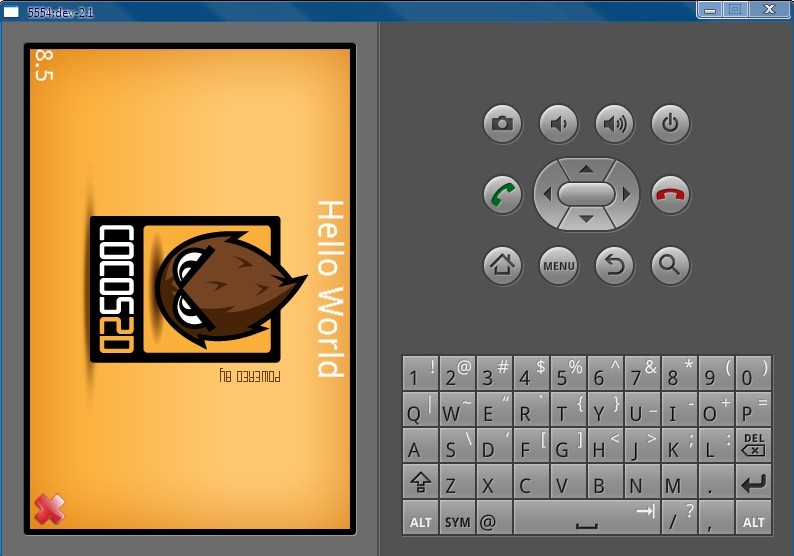 5554:dev-2.1
8.5
Hello World
POWERED BY
COCOS2D
MENU
1 ! 2 @ 3 # 4 $ 5 % 6 ^ 7 & 8 * 9 ( 0 )
Q | W ~ E “ R ` T { Y } U _ I - O + P =
A S \ D ‘ F [ G ] H < J > K ; L : DEL
Z X C V B N M .
ALT SYM @ / ? , ALT